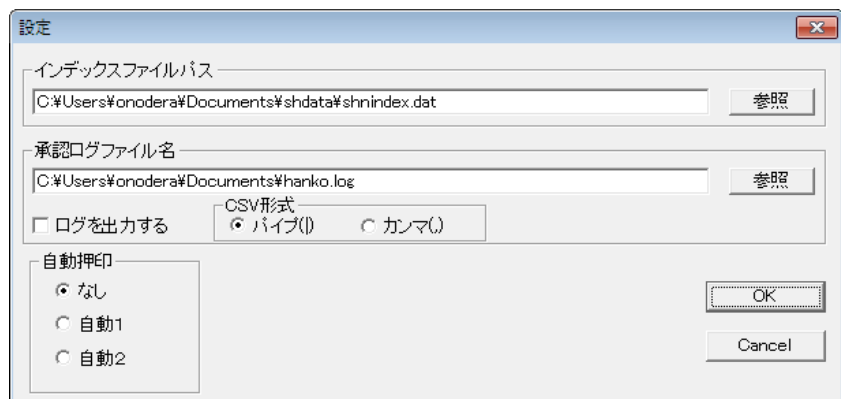 設定
インデックスファイルパス
C:¥Users¥onodera¥Documents¥shdata¥shnindex.dat
参照
承認ログファイル名
C:¥Users¥onodera¥Documents¥hanko.log
参照
ログを出力する
CSV形式
パイプ(|)
カンマ(,)
自動押印
なし
自動1
自動2
OK
Cancel